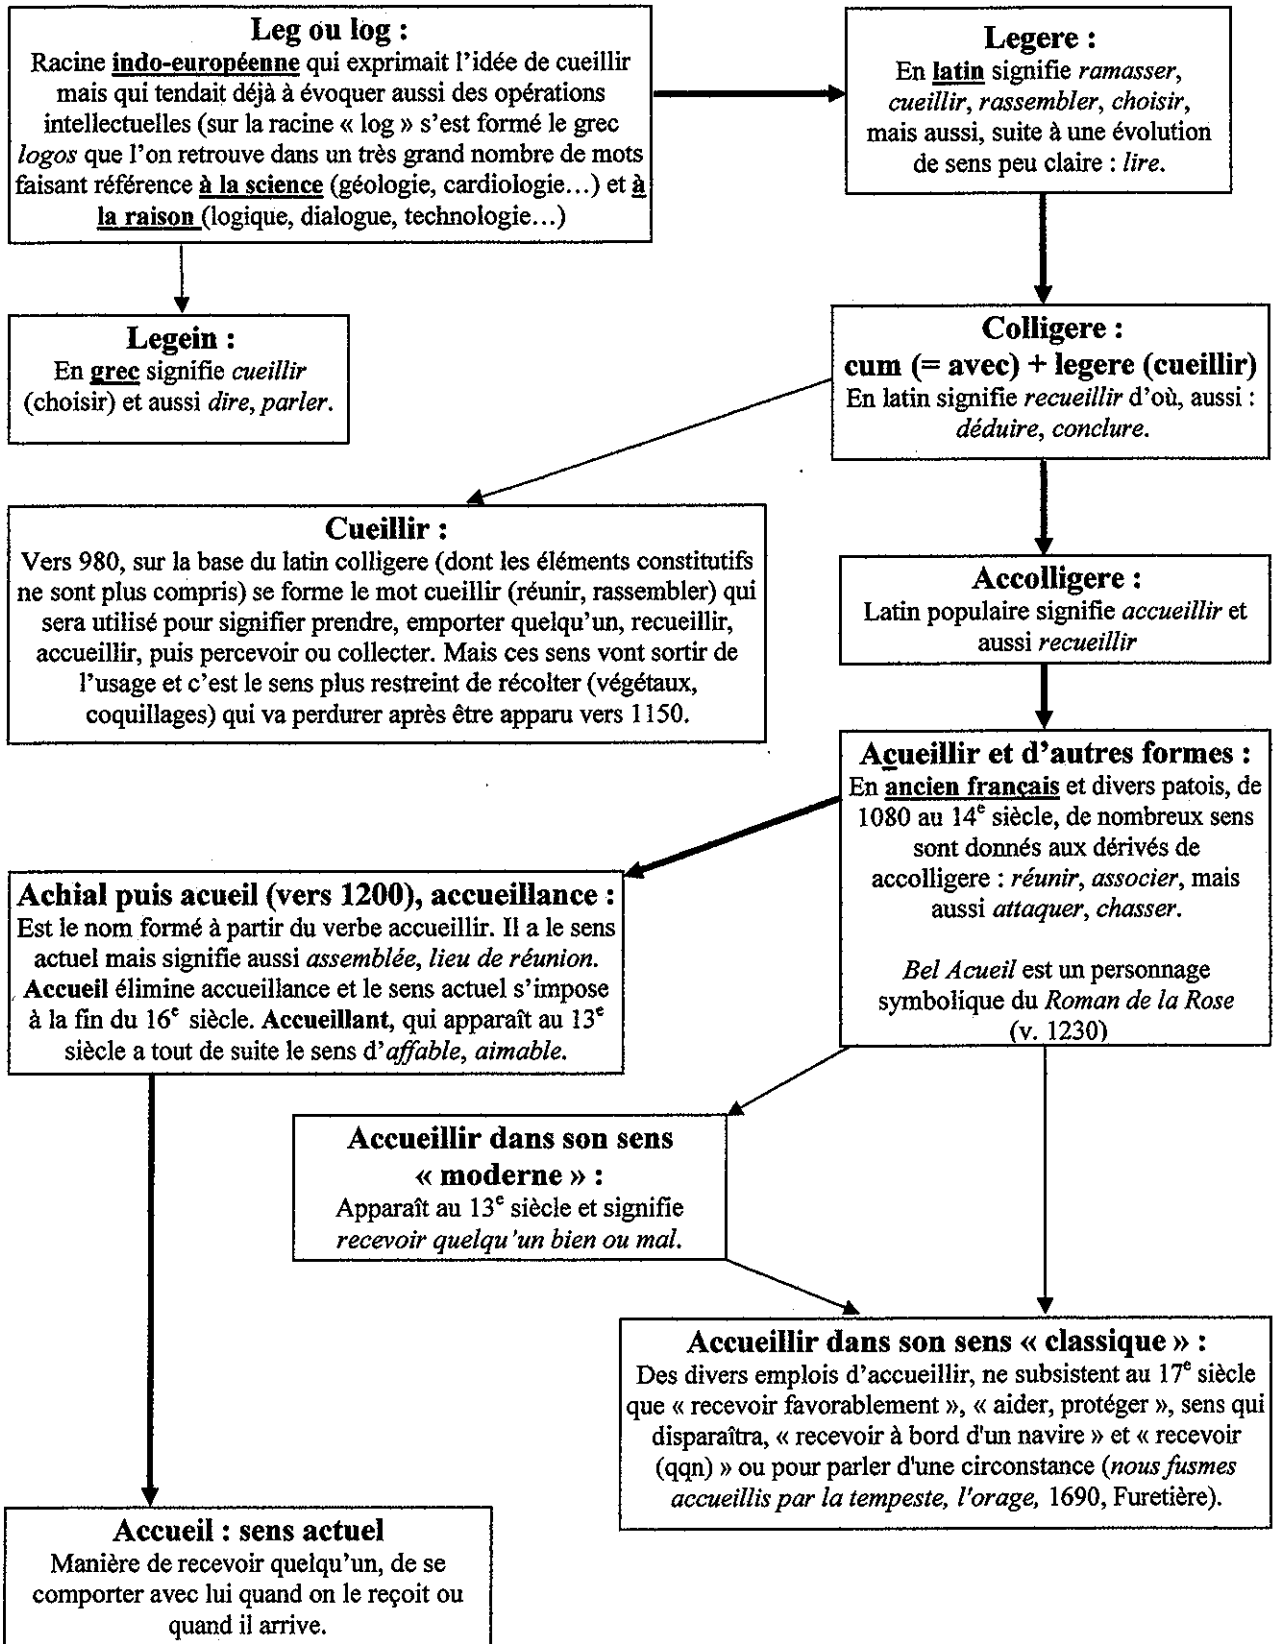 Leg ou log :
Racine indo-européenne qui exprimait l'idée de cueillir
mais qui tendait déjà à évoquer aussi des opérations
intellectuelles (sur la racine « log » s'est formé le grec
logos que l'on retrouve dans un très grand nombre de mots
faisant référence à la science (géologie, cardiologie…) et à
la raison (logique, dialogue, technologie…)
Legere :
En latin signifie ramasser,
cueillir, rassembler, choisir,
mais aussi, suite à une évolution
de sens peu claire : lire.
Legein :
En grec signifie cueillir
(choisir) et aussi dire, parler.
Colligere :
cum (= avec) + legere (cueillir)
En latin signifie recueillir d'où, aussi :
déduire, conclure.
Cueillir :
Vers 980, sur la base du latin colligere (dont les éléments constitutifs
ne sont plus compris) se forme le mot cueillir (réunir, rassembler) qui
sera utilisé pour signifier prendre, emporter quelqu'un, recueillir,
accueillir, puis percevoir ou collecter. Mais ces sens vont sortir de
l'usage et c'est le sens plus restreint de récolter (végétaux,
coquillages) qui va perdurer après être apparu vers 1150.
Accolligere :
Latin populaire signifie accueillir et
aussi recueillir
Acueillir et d'autres formes :
En ancien français et divers patois, de
1080 au 14e siècle, de nombreux sens
sont donnés aux dérivés de
accolligere : réunir, associer, mais
aussi attaquer, chasser.
Bel Acueil est un personnage
symbolique du Roman de la Rose
(v. 1230)
Achial puis acueil (vers 1200), accueillance :
Est le nom formé à partir du verbe accueillir. Il a le sens
actuel mais signifie aussi assemblée, lieu de réunion.
Accueil élimine accueillance et le sens actuel s'impose
à la fin du 16e siècle. Accueillant, qui apparaît au 13e
siècle a tout de suite le sens d'affable, aimable.
Accueillir dans son sens
« moderne » :
Apparaît au 13e siècle et signifie
recevoir quelqu'un bien ou mal.
Accueillir dans son sens « classique » :
Des divers emplois d'accueillir, ne subsistent au 17e siècle
que « recevoir favorablement », « aider, protéger », sens qui
disparaîtra, « recevoir à bord d'un navire » et « recevoir
(qqn) » ou pour parler d'une circonstance (nous fusmes
accueillis par la tempeste, l'orage, 1690, Furetière).
Accueil : sens actuel
Manière de recevoir quelqu'un, de se
comporter avec lui quand on le reçoit ou
quand il arrive.